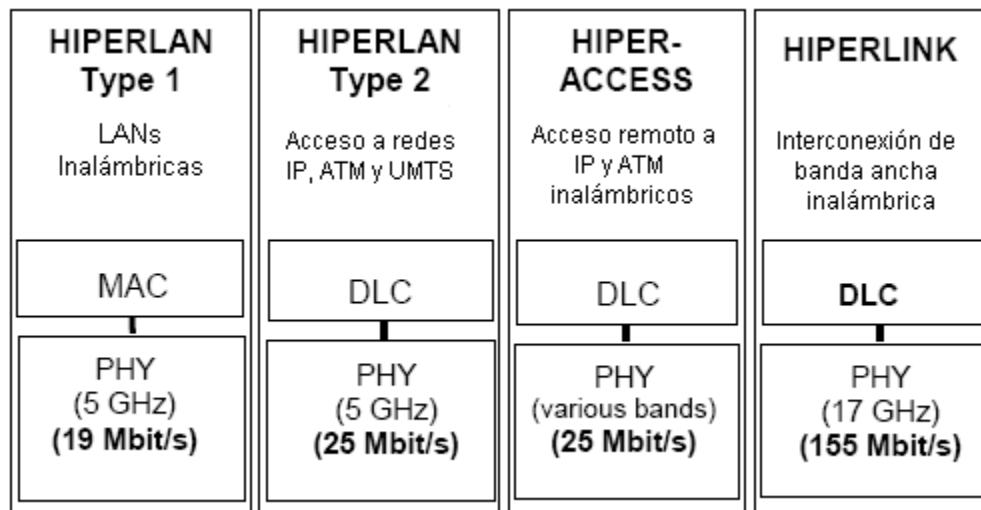 HIPERLAN
Type 1
LANs
Inalámbricas
MAC
PHY
(5 GHz)
(19 Mbit/s)
HIPERLAN
Type 2
Acceso a redes
IP, ATM y UMTS
DLC
PHY
(5 GHz)
(25 Mbit/s)
HIPER-
ACCESS
Acceso remoto a
IP y ATM
inalámbricos
DLC
PHY
(various bands)
(25 Mbit/s)
HIPERLINK
Interconexión de
banda ancha
inalámbrica
DLC
PHY
(17 GHz)
(155 Mbit/s)